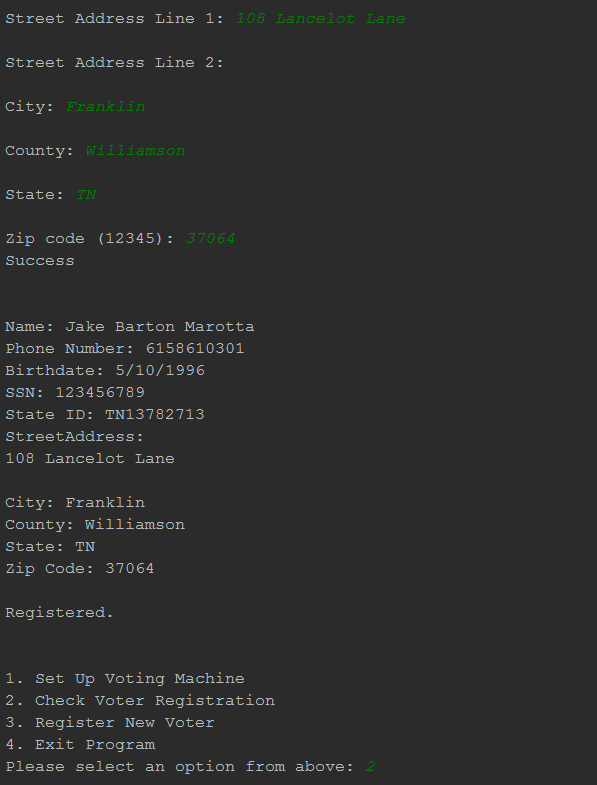 Street Address Line 1: 108 Lancelot Lane
Street Address Line 2:
City: Franklin
County: Williamson
State: TN
Zip code (12345): 37064
Success
Name: Jake Barton Marotta
Phone Number: 6158610301
Birthdate: 5/10/1996
SSN: 123456789
State ID: TN13782713
StreetAddress:
108 Lancelot Lane
City: Franklin
County: Williamson
State: TN
Zip Code: 37064
Registered.
1. Set Up Voting Machine
2. Check Voter Registration
3. Register New Voter
4. Exit Program
Please select an option from above: 2